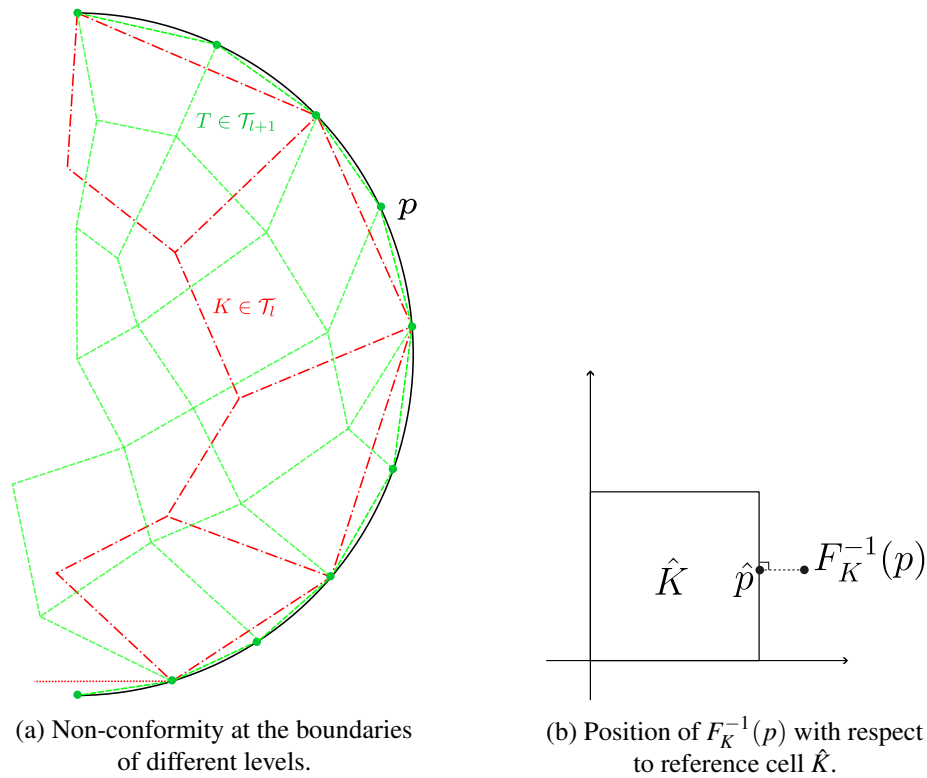 T ∈ 𝒯_{l+1}
p
K ∈ 𝒯_l
K̂
p̂
F_K^{-1}(p)
(a) Non-conformity at the boundaries
of different levels.
(b) Position of F_K^{-1}(p) with respect
to reference cell K̂.